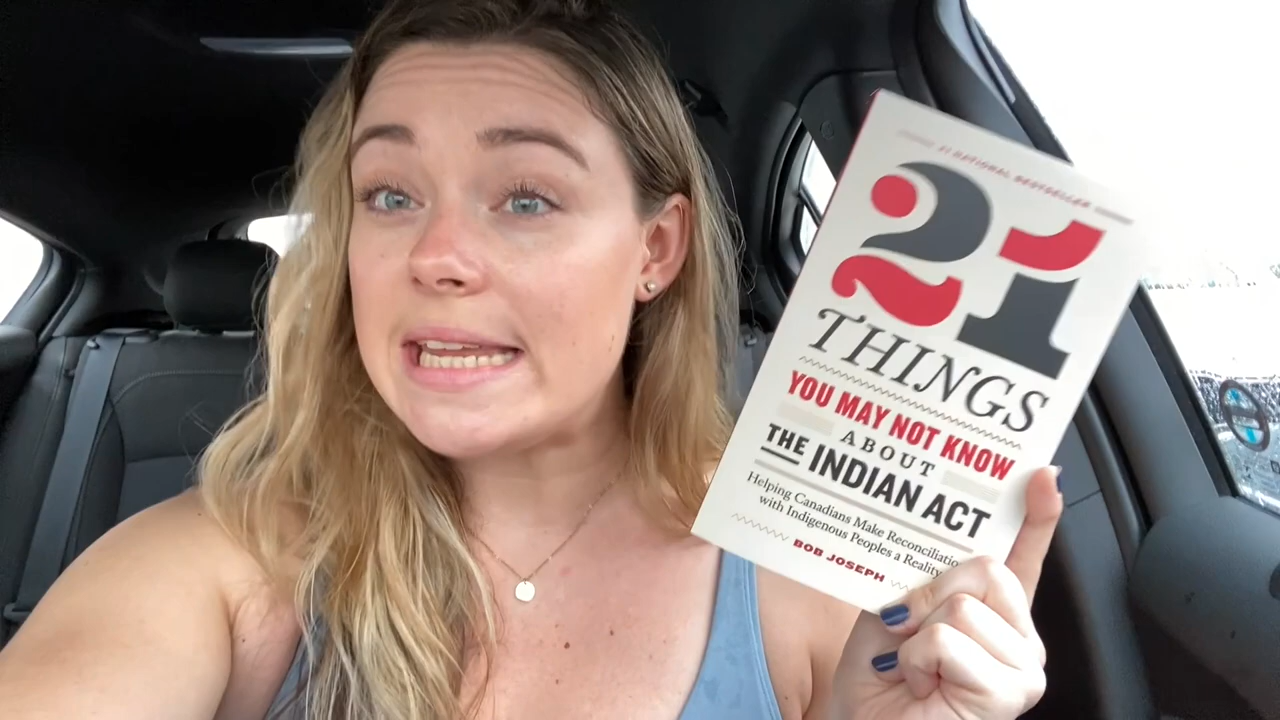 #1 NATIONAL BESTSELLER
21
THINGS
YOU MAY NOT KNOW
ABOUT
THE INDIAN ACT
Helping Canadians Make Reconciliatio
with Indigenous Peoples a Reality
BOB JOSEPH